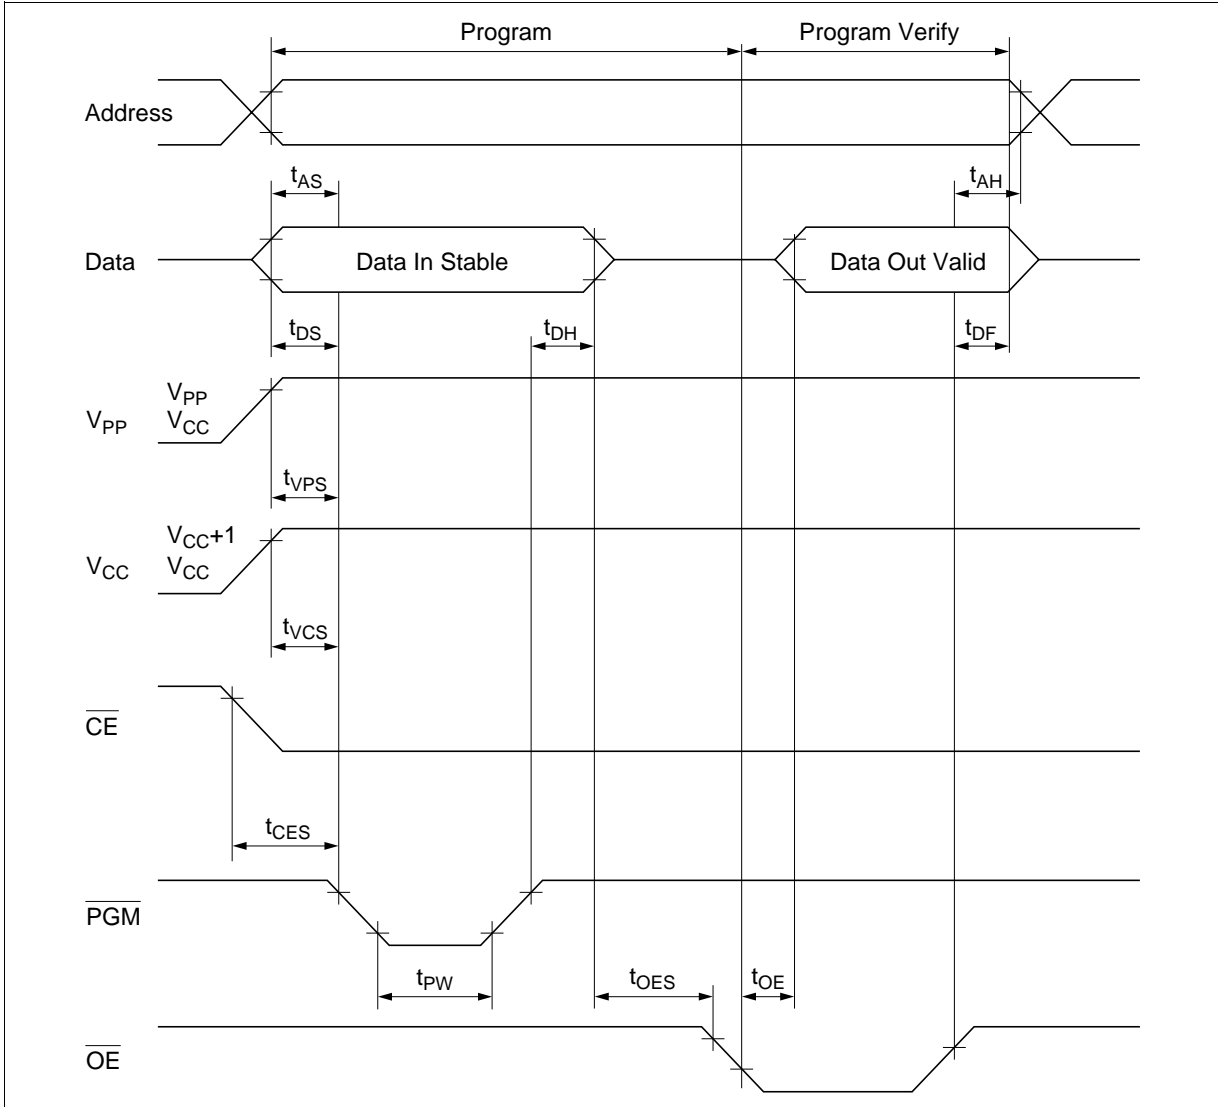 Program
Program Verify
Address
tAS
tAH
Data
Data In Stable
Data Out Valid
tDS
tDH
tDF
VPP
VPP
VCC
tVPS
VCC+1
VCC
VCC
tVCS
CE
tCES
PGM
tPW
tOES
tOE
OE